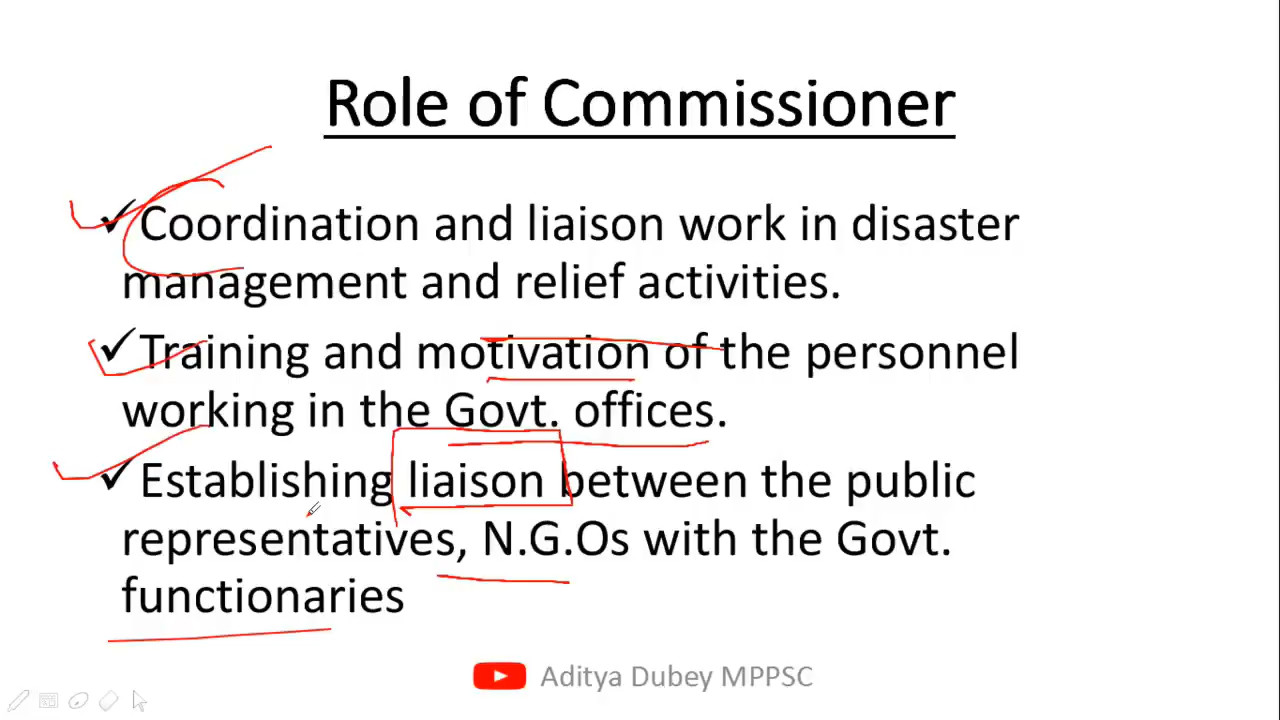 Role of Commissioner
✓Coordination and liaison work in disaster
management and relief activities.
✓Training and motivation of the personnel
working in the Govt. offices.
✓Establishing liaison between the public
representatives, N.G.Os with the Govt.
functionaries
Aditya Dubey MPPSC